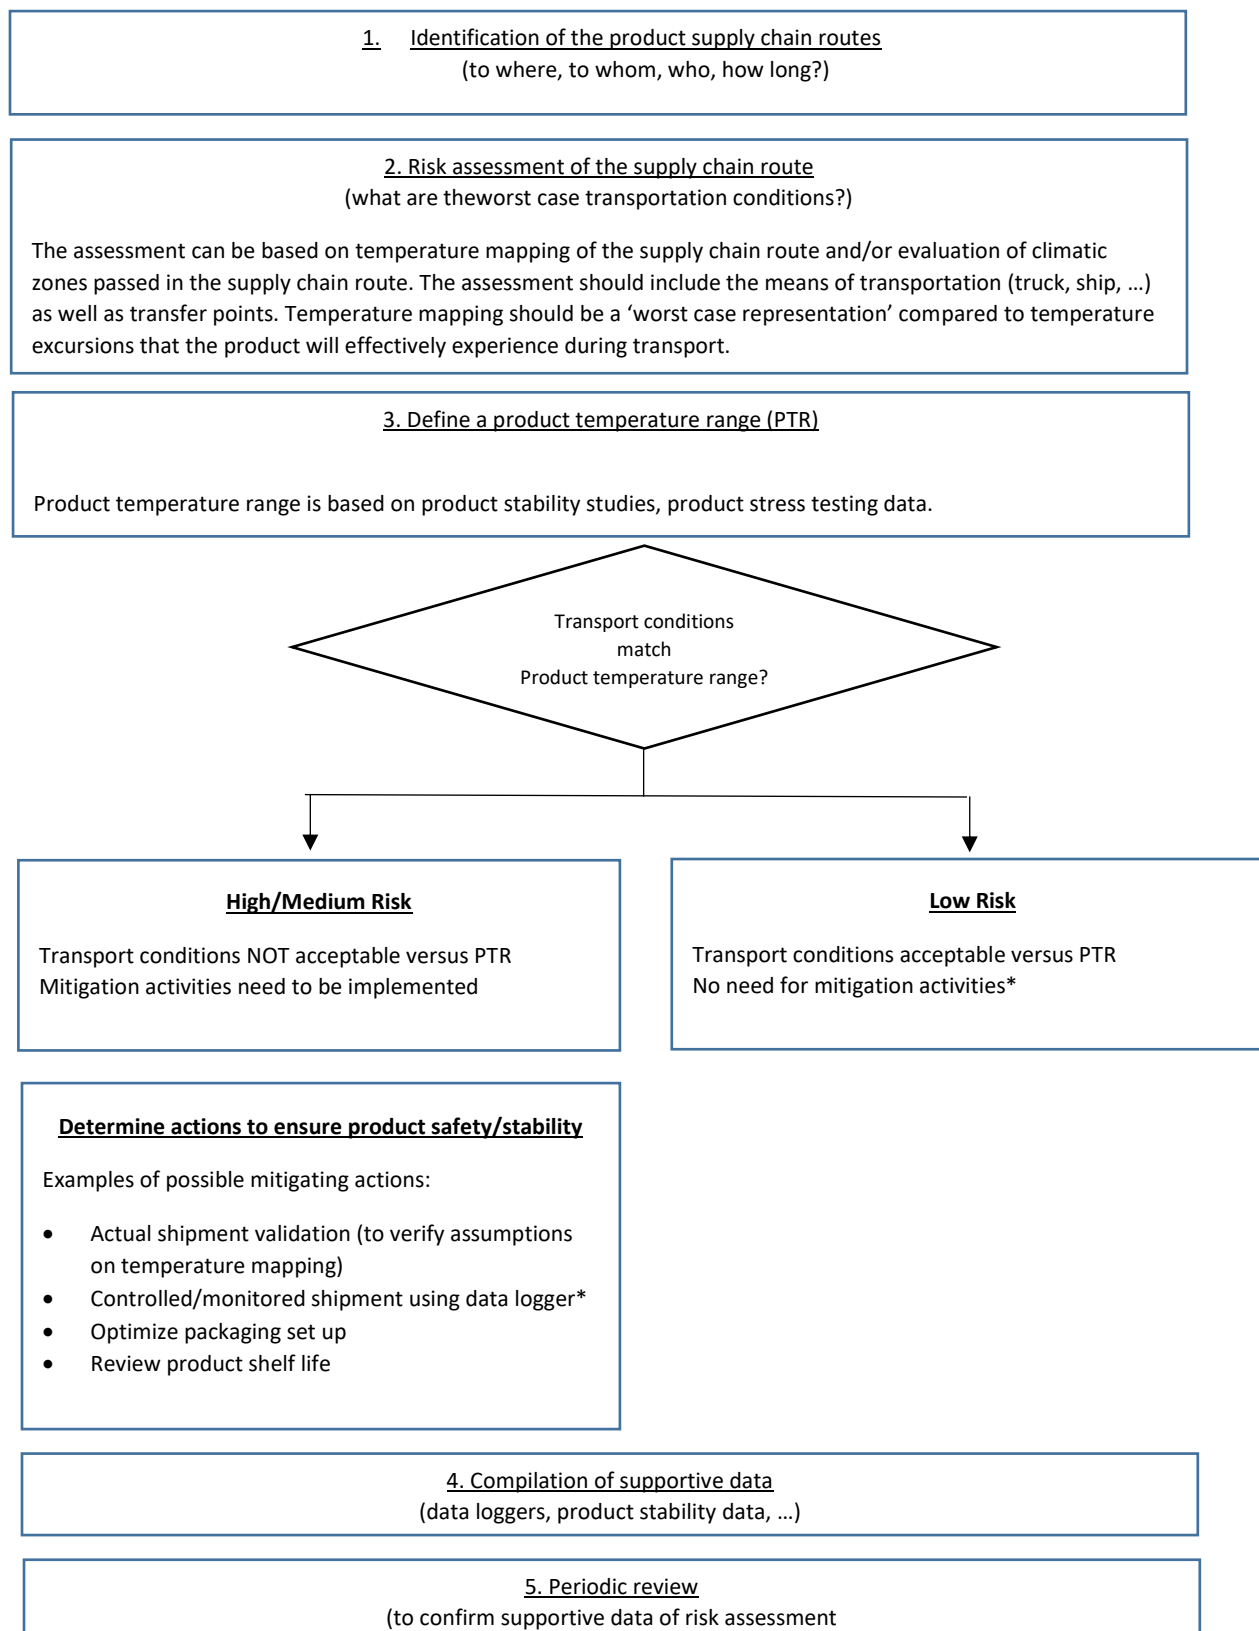 1. Identification of the product supply chain routes
(to where, to whom, who, how long?)
2. Risk assessment of the supply chain route
(what are theworst case transportation conditions?)
The assessment can be based on temperature mapping of the supply chain route and/or evaluation of climatic
zones passed in the supply chain route. The assessment should include the means of transportation (truck, ship, …)
as well as transfer points. Temperature mapping should be a ‘worst case representation’ compared to temperature
excursions that the product will effectively experience during transport.
3. Define a product temperature range (PTR)
Product temperature range is based on product stability studies, product stress testing data.
Transport conditions
match
Product temperature range?
High/Medium Risk
Transport conditions NOT acceptable versus PTR
Mitigation activities need to be implemented
Low Risk
Transport conditions acceptable versus PTR
No need for mitigation activities*
Determine actions to ensure product safety/stability
Examples of possible mitigating actions:
• Actual shipment validation (to verify assumptions
on temperature mapping)
• Controlled/monitored shipment using data logger*
• Optimize packaging set up
• Review product shelf life
4. Compilation of supportive data
(data loggers, product stability data, …)
5. Periodic review
(to confirm supportive data of risk assessment